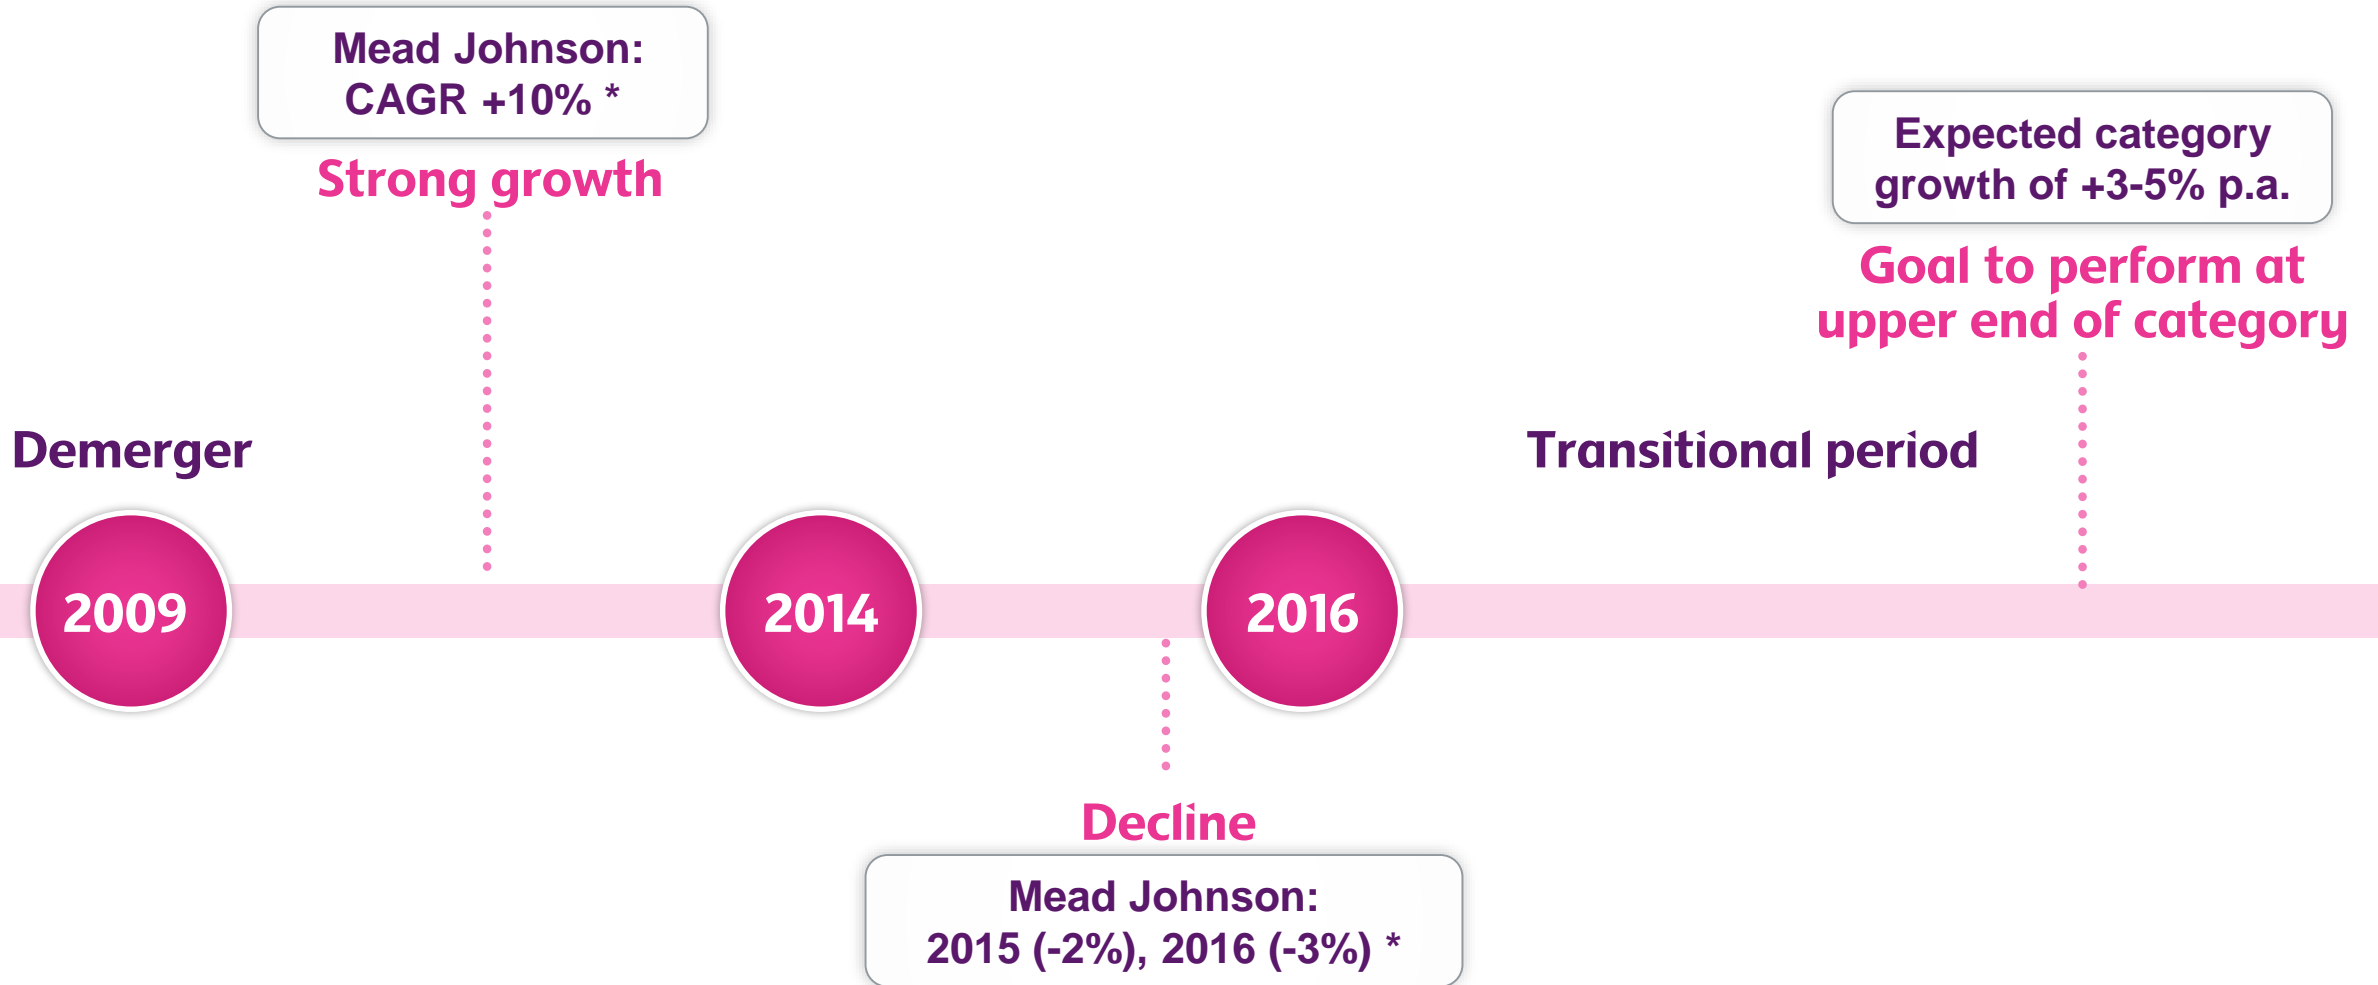 Mead Johnson:
CAGR +10% *
Strong growth
Expected category
growth of +3-5% p.a.
Goal to perform at
upper end of category
Demerger
Transitional period
2009
2014
2016
Decline
Mead Johnson:
2015 (-2%), 2016 (-3%) *